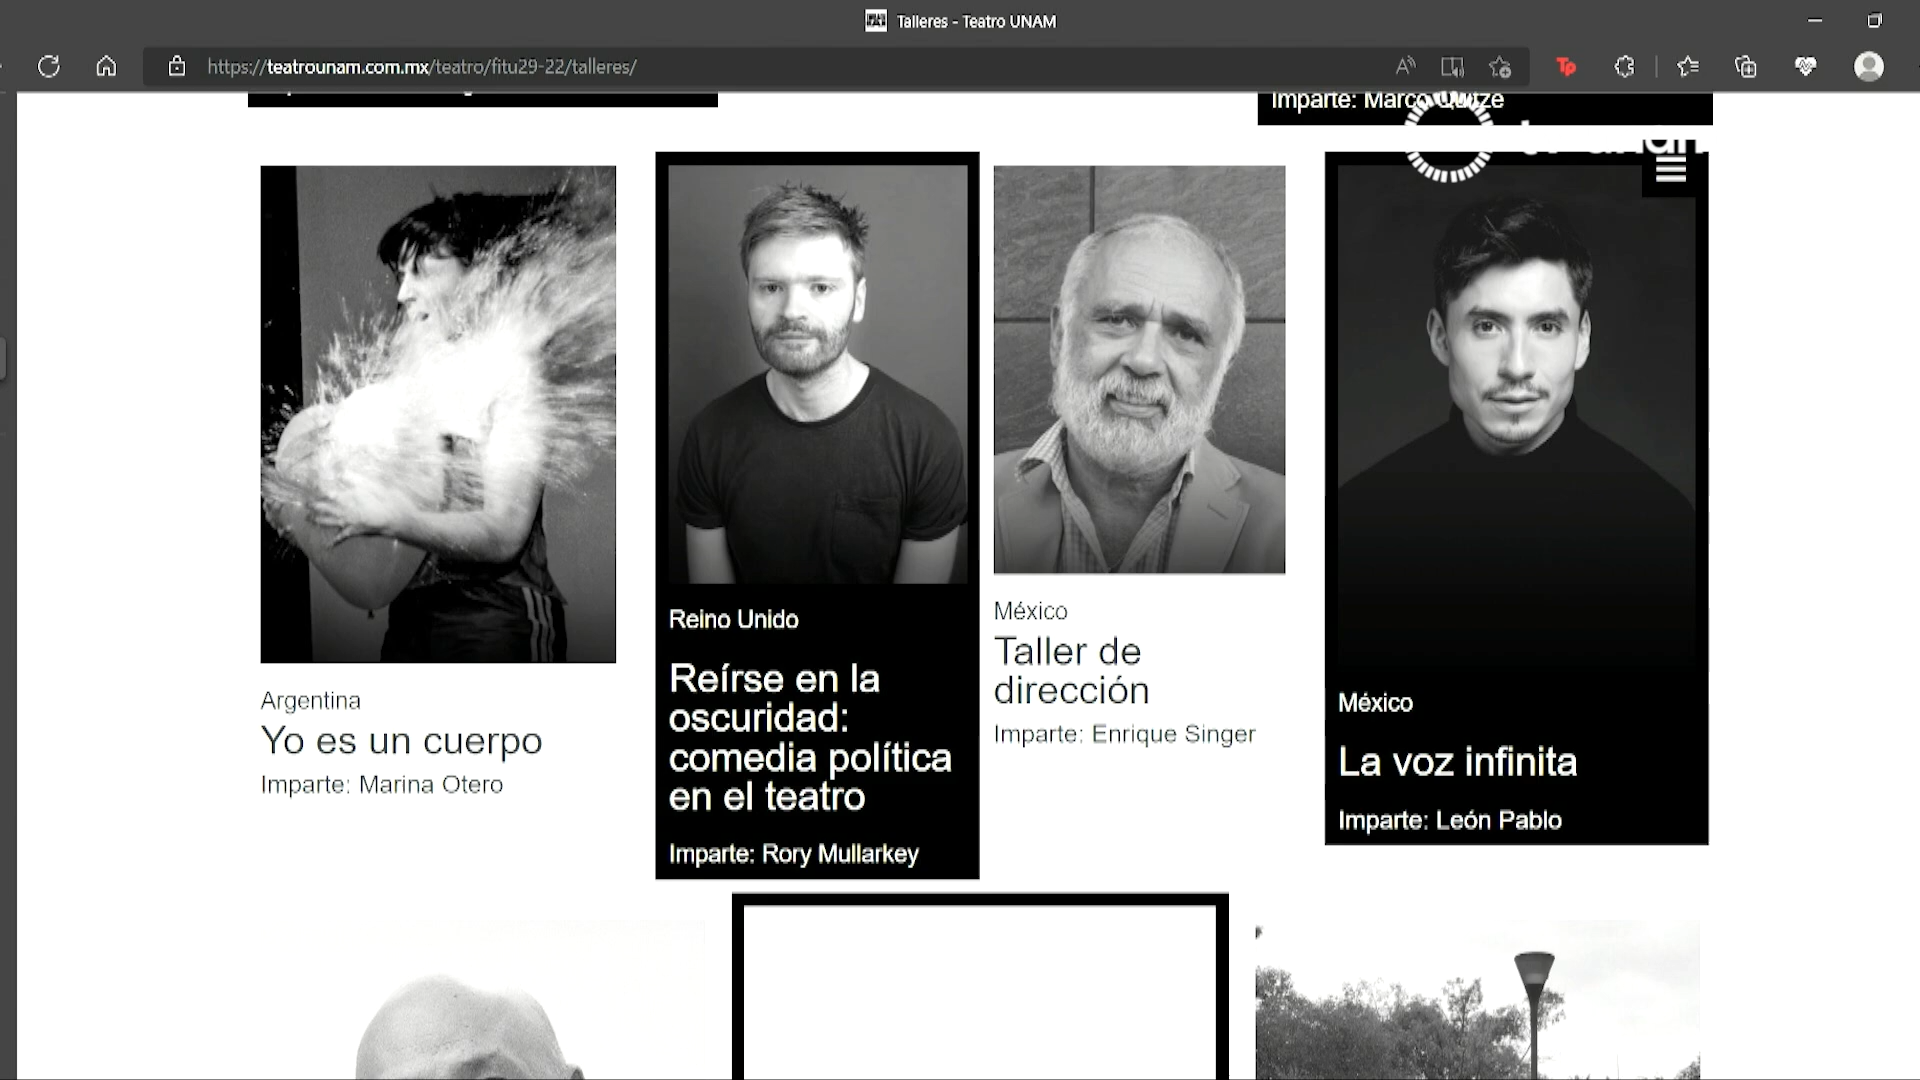 Talleres - Teatro UNAM
https://teatrounam.com.mx/teatro/fitu29-22/talleres/
Imparte: Marco
Argentina
Yo es un cuerpo
Imparte: Marina Otero
Reino Unido
Reírse en la
oscuridad:
comedia política
en el teatro
Imparte: Rory Mullarkey
México
Taller de
dirección
Imparte: Enrique Singer
México
La voz infinita
Imparte: León Pablo